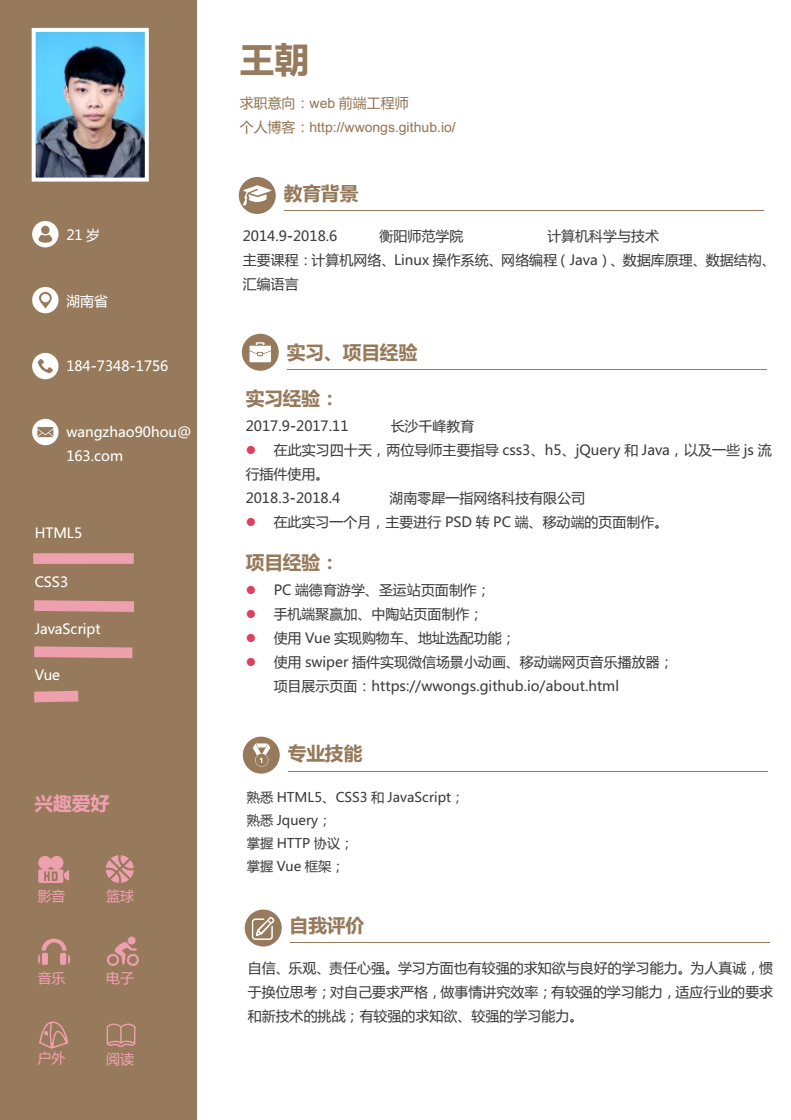 王朝
求职意向：web 前端工程师
个人博客：http://wwongs.github.io/
21 岁
湖南省
184-7348-1756
wangzhao90hou@
163.com
HTML5
CSS3
JavaScript
Vue
兴趣爱好
HD
影音
篮球
音乐
电子
户外
阅读
教育背景
2014.9-2018.6 衡阳师范学院 计算机科学与技术
主要课程：计算机网络、Linux 操作系统、网络编程（Java）、数据库原理、数据结构、
汇编语言
实习、项目经验
实习经验：
2017.9-2017.11 长沙千峰教育
● 在此实习四十天，两位导师主要指导 css3、h5、jQuery 和 Java，以及一些 js 流
行插件使用。
2018.3-2018.4 湖南零犀一指网络科技有限公司
● 在此实习一个月，主要进行 PSD 转 PC 端、移动端的页面制作。
项目经验：
● PC 端德育游学、圣运站页面制作；
● 手机端聚赢加、中陶站页面制作；
● 使用 Vue 实现购物车、地址选配功能；
● 使用 swiper 插件实现微信场景小动画、移动端网页音乐播放器；
项目展示页面：https://wwongs.github.io/about.html
1
专业技能
熟悉 HTML5、CSS3 和 JavaScript；
熟悉 Jquery；
掌握 HTTP 协议；
掌握 Vue 框架；
自我评价
自信、乐观、责任心强。学习方面也有较强的求知欲与良好的学习能力。为人真诚，惯
于换位思考；对自己要求严格，做事情讲究效率；有较强的学习能力，适应行业的要求
和新技术的挑战；有较强的求知欲、较强的学习能力。